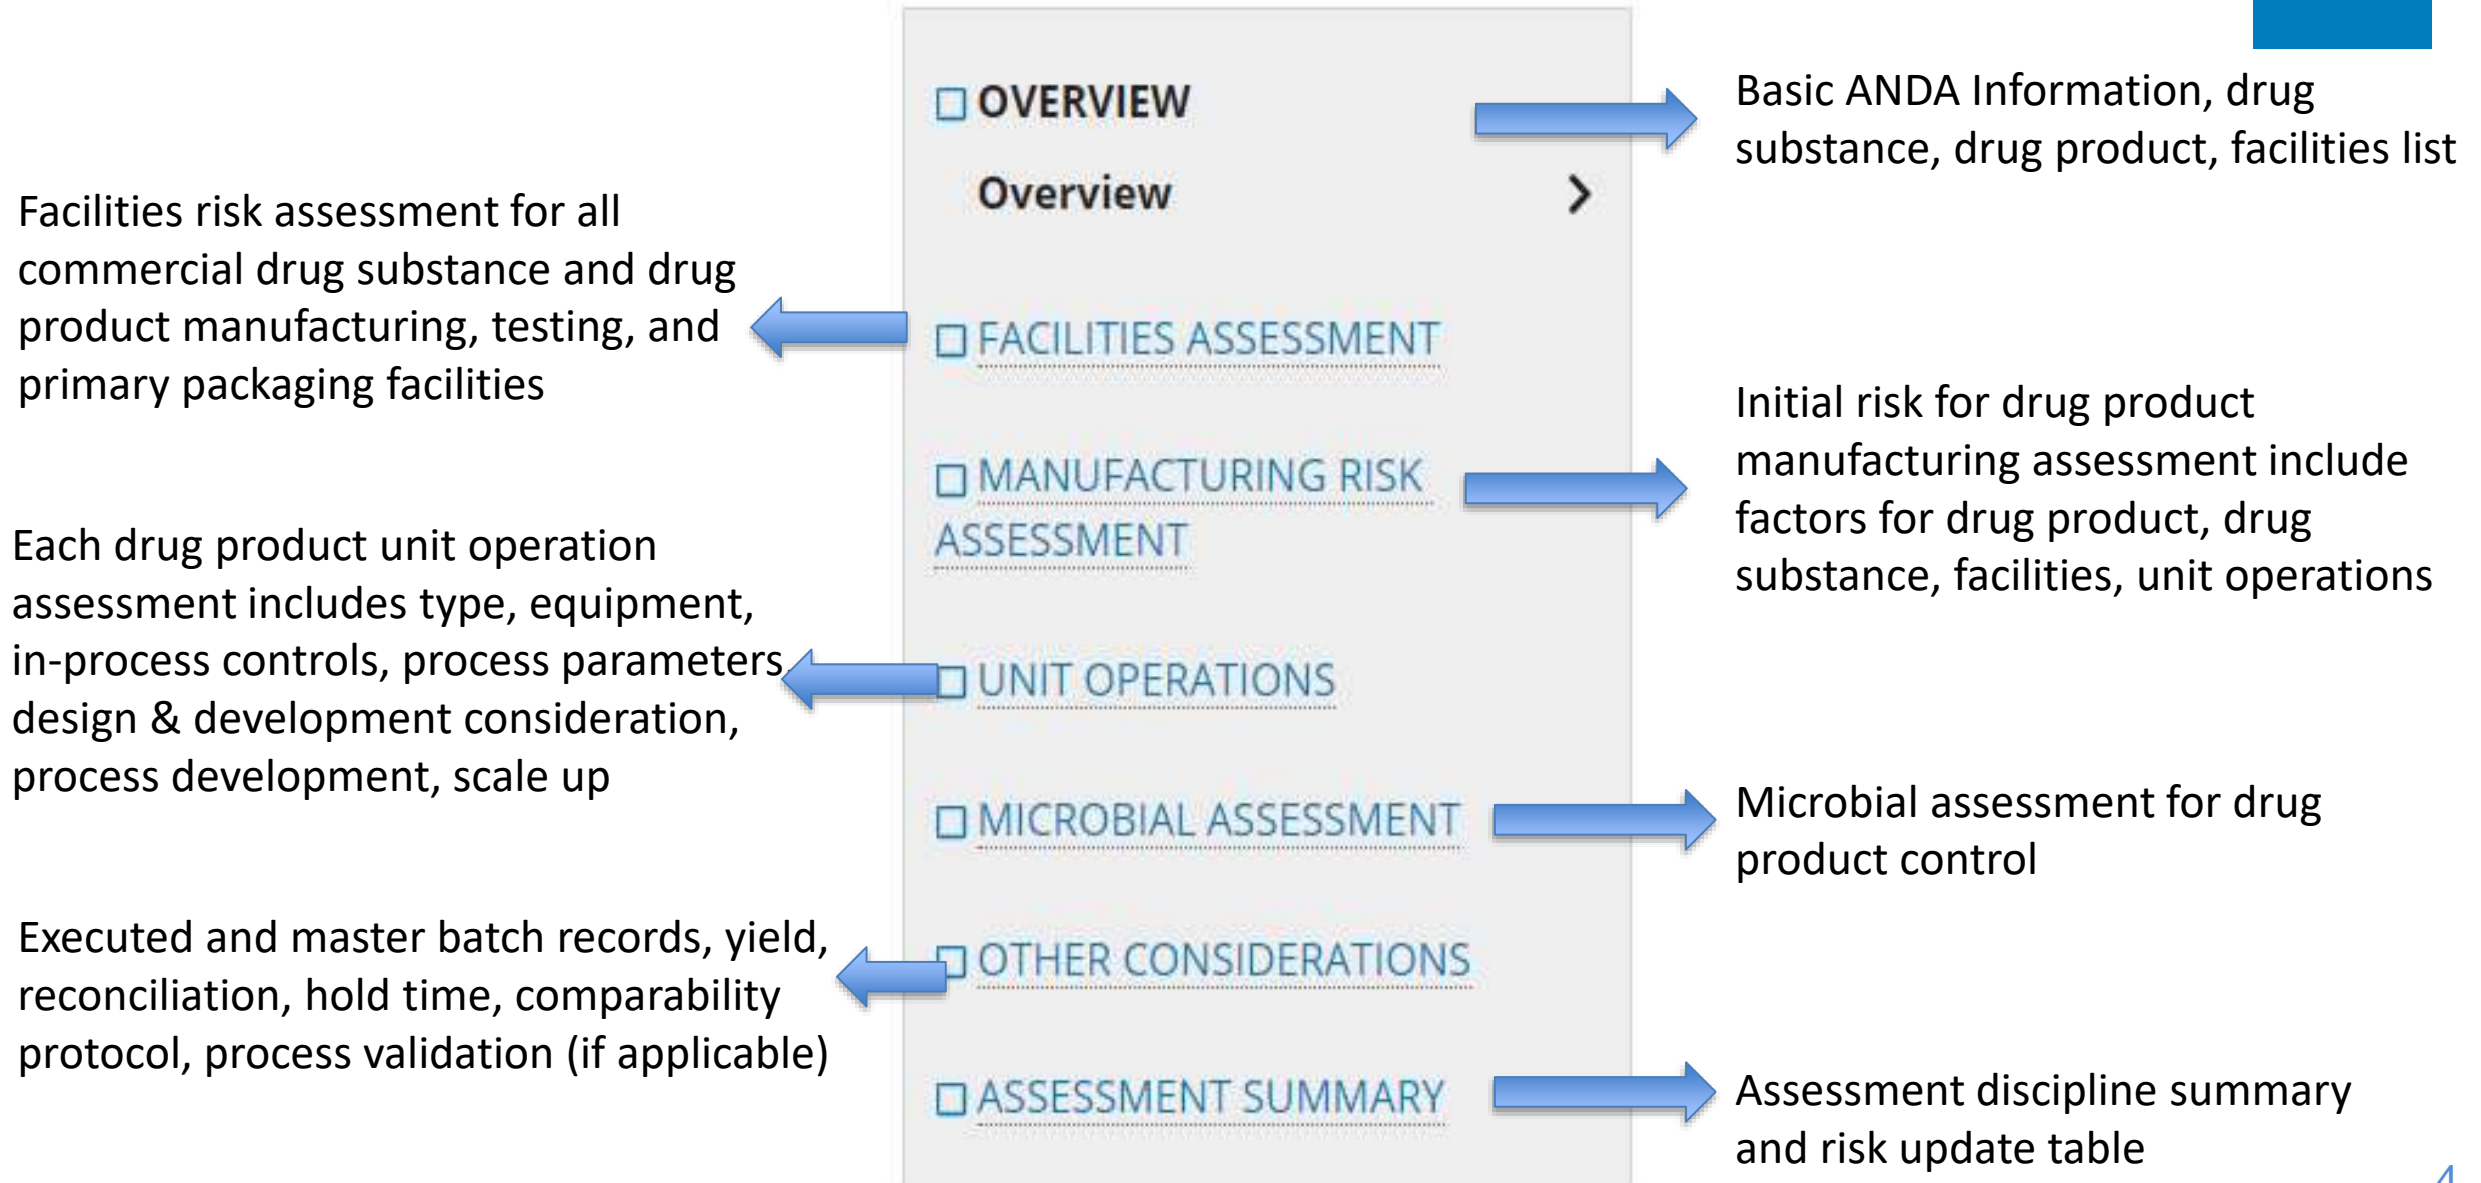 OVERVIEW
Overview
FACILITIES ASSESSMENT
MANUFACTURING RISK
ASSESSMENT
UNIT OPERATIONS
MICROBIAL ASSESSMENT
OTHER CONSIDERATIONS
ASSESSMENT SUMMARY
Basic ANDA Information, drug
substance, drug product, facilities list
Facilities risk assessment for all
commercial drug substance and drug
product manufacturing, testing, and
primary packaging facilities
Initial risk for drug product
manufacturing assessment include
factors for drug product, drug
substance, facilities, unit operations
Each drug product unit operation
assessment includes type, equipment,
in-process controls, process parameters,
design & development consideration,
process development, scale up
Microbial assessment for drug
product control
Executed and master batch records, yield,
reconciliation, hold time, comparability
protocol, process validation (if applicable)
Assessment discipline summary
and risk update table
4